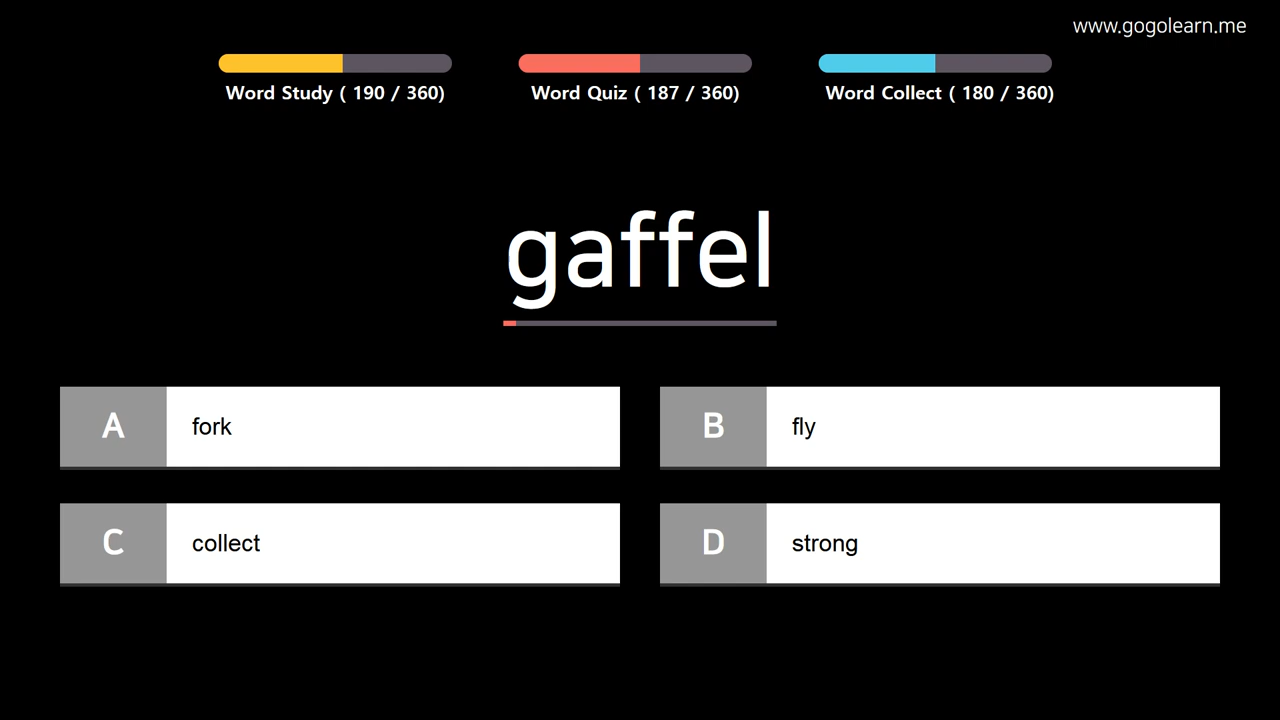 www.gogolearn.me
Word Study ( 190 / 360)
Word Quiz ( 187 / 360)
Word Collect ( 180 / 360)
gaffel
A fork
B fly
C collect
D strong